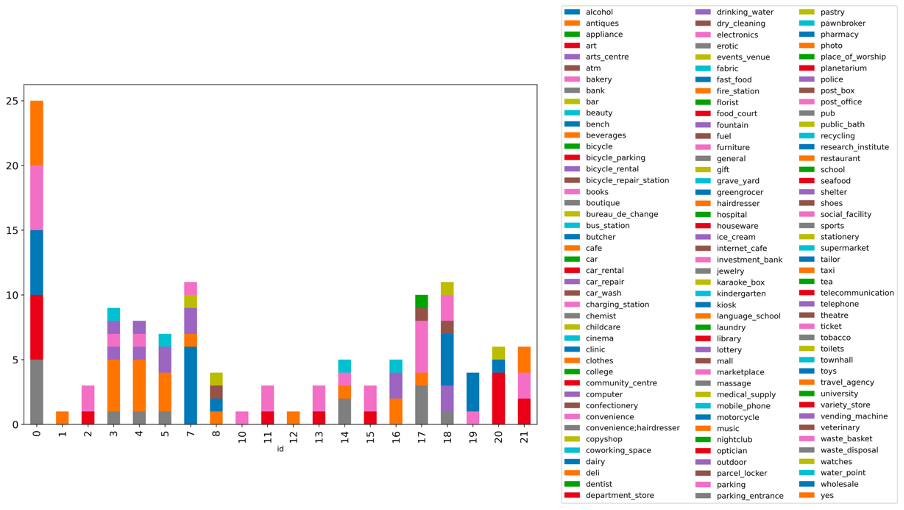 25
20
15
10
5
0
0 1 2 3 4 5 7 8 10 11 12 13 14 15 16 17 18 19 20 21
id
alcohol
antiques
appliance
art
arts_centre
atm
bakery
bank
bar
beauty
bench
beverages
bicycle
bicycle_parking
bicycle_rental
bicycle_repair_station
books
boutique
bureau_de_change
bus_station
butcher
cafe
car
car_rental
car_repair
car_wash
charging_station
chemist
childcare
cinema
clinic
clothes
college
community_centre
computer
confectionery
convenience
convenience;hairdresser
copyshop
coworking_space
dairy
deli
dentist
department_store
drinking_water
dry_cleaning
electronics
erotic
events_venue
fabric
fast_food
fire_station
florist
food_court
fountain
fuel
furniture
general
gift
grave_yard
greengrocer
hairdresser
hospital
houseware
ice_cream
internet_cafe
investment_bank
jewelry
karaoke_box
kindergarten
kiosk
language_school
laundry
library
lottery
mall
marketplace
massage
medical_supply
mobile_phone
motorcycle
music
nightclub
optician
outdoor
parcel_locker
parking
parking_entrance
pastry
pawnbroker
pharmacy
photo
place_of_worship
planetarium
police
post_box
post_office
pub
public_bath
recycling
research_institute
restaurant
school
seafood
shelter
shoes
social_facility
sports
stationery
supermarket
tailor
taxi
tea
telecommunication
telephone
theatre
ticket
tobacco
toilets
townhall
toys
travel_agency
university
variety_store
vending_machine
veterinary
waste_basket
waste_disposal
watches
water_point
wholesale
yes